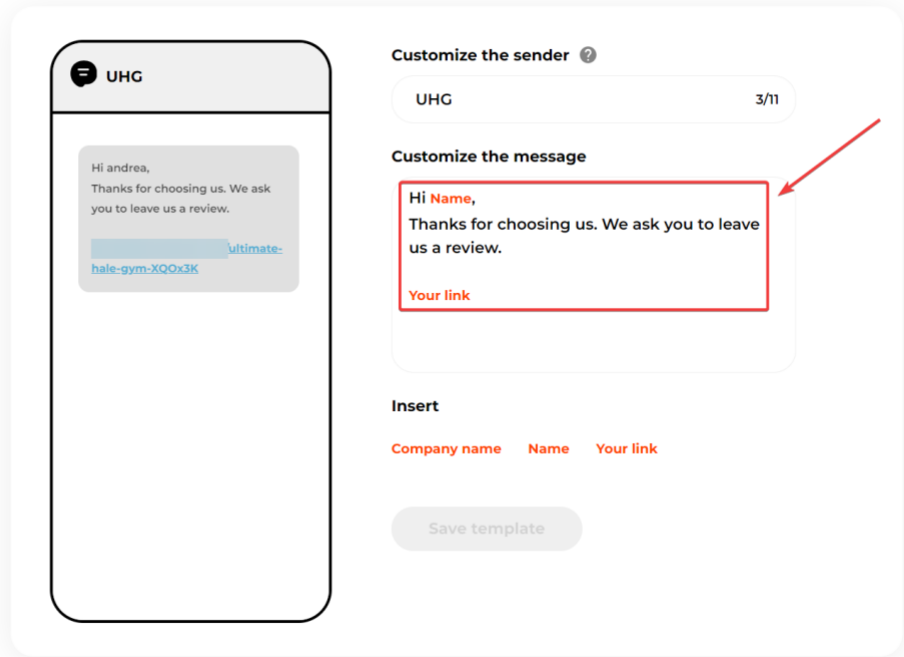 UHG
Hi andrea,
Thanks for choosing us. We ask
you to leave us a review.
/ultimate-
hale-gym-XQOx3K
Customize the sender ?
UHG 3/11
Customize the message
Hi Name,
Thanks for choosing us. We ask you to leave
us a review.
Your link
Insert
Company name Name Your link
Save template